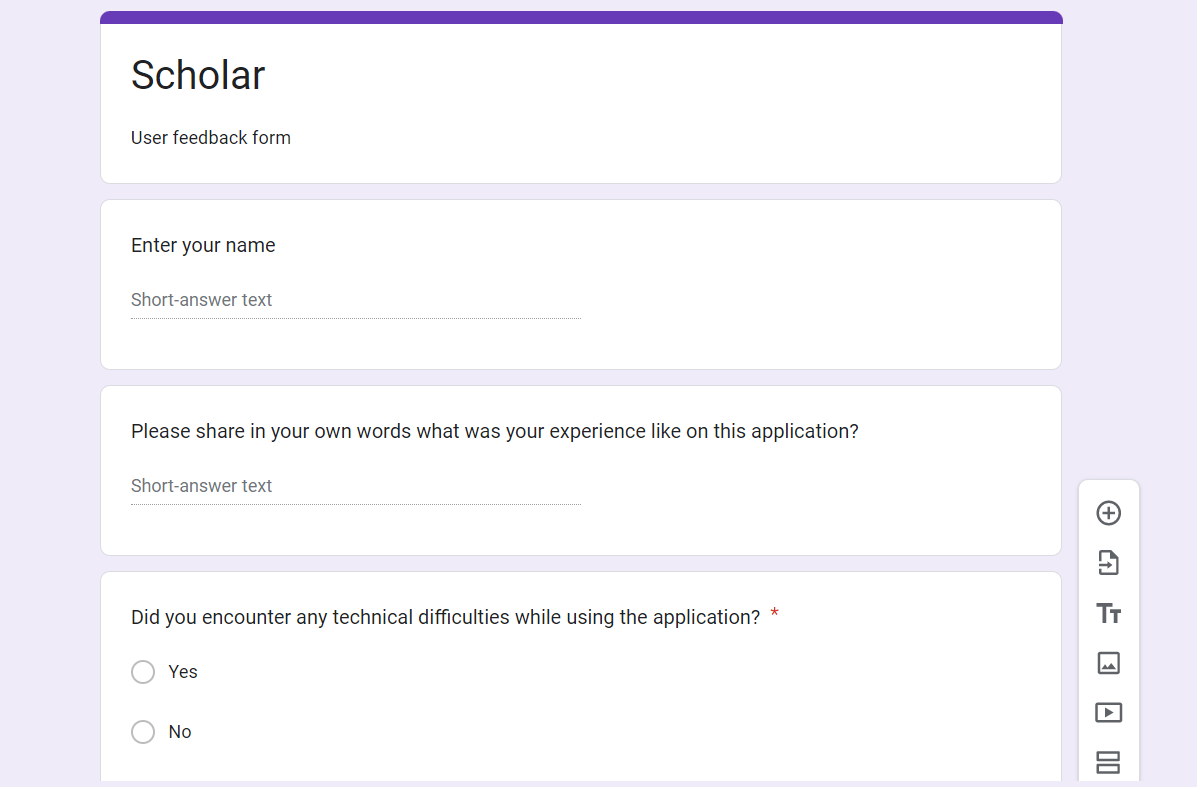 Scholar
User feedback form
Enter your name
Short-answer text
Please share in your own words what was your experience like on this application?
Short-answer text
Did you encounter any technical difficulties while using the application? *
Yes
No